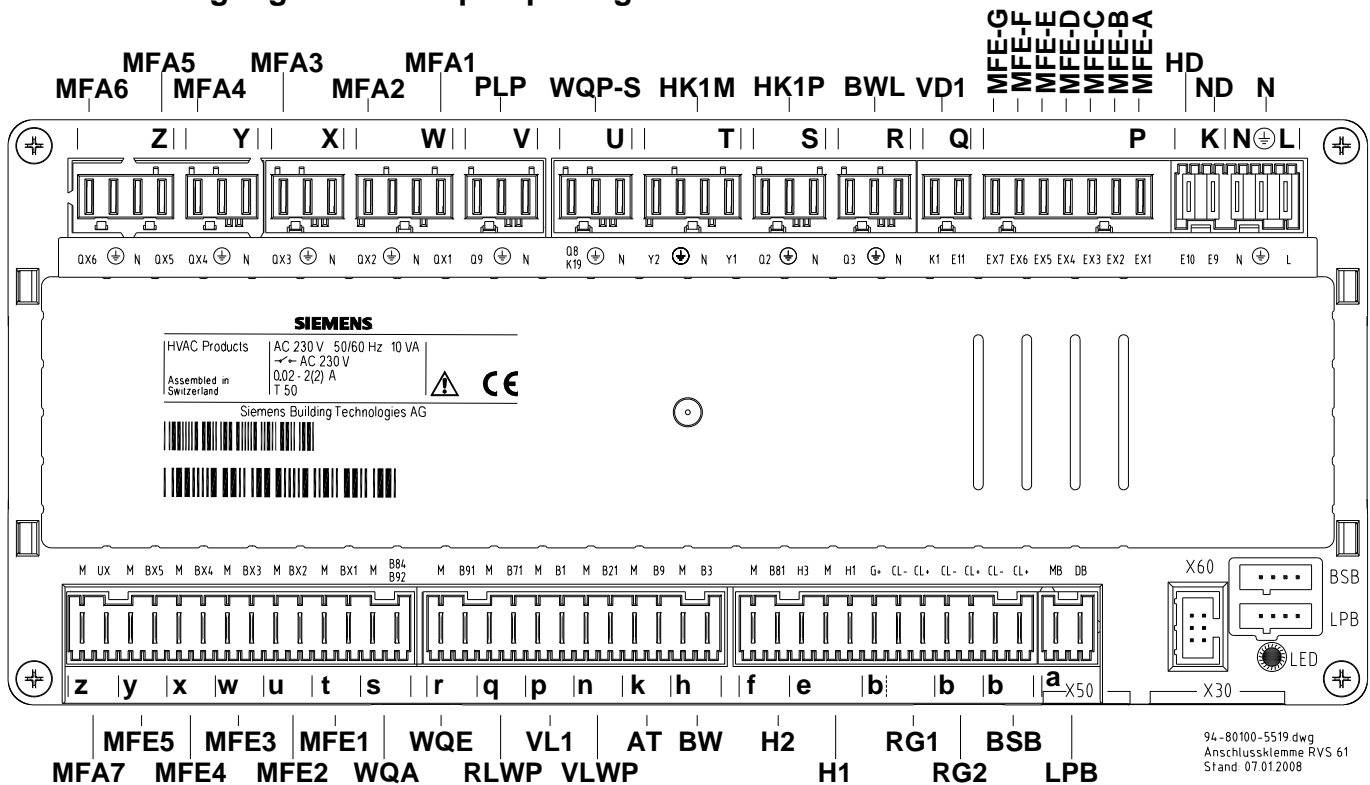 MFE-G MFE-F MFE-E MFE-D MFE-C MFE-B MFE-A
MFA5 MFA3 MFA1 HD
MFA6 MFA4 MFA2 PLP WQP-S HK1M HK1P BWL VD1 ND N
Z Y X W V U T S R Q P K N L
QX6 N QX5 QX4 N QX3 N QX2 N QX1 Q9 N Q8 K19 N Y2 N Y1 Q2 N Q3 N K1 E11 EX7 EX6 EX5 EX4 EX3 EX2 EX1 E10 E9 N L
SIEMENS
HVAC Products
Assembled in
Switzerland
AC 230 V 50/60 Hz 10 VA
AC 230 V
0.02 - 2(2) A
T 50
CE
Siemens Building Technologies AG
M UX M BX5 M BX4 M BX3 M BX2 M BX1 M B84 B92 M B91 M B71 M B1 M B21 M B9 M B3 M B81 H3 M H1 G+ CL- CL+ CL- CL+ CL- CL+ MB DB
X60
BSB
LPB
LED
z y x w u t s r q p n k h f e b b b a
X50 X30
MFE5 MFE3 MFE1 WQE VL1 AT BW H2 RG1 BSB
MFA7 MFE4 MFE2 WQA RLWP VLWP H1 RG2 LPB
94-80100-5519.dwg
Anschlussklemme RVS 61
Stand: 07.01.2008